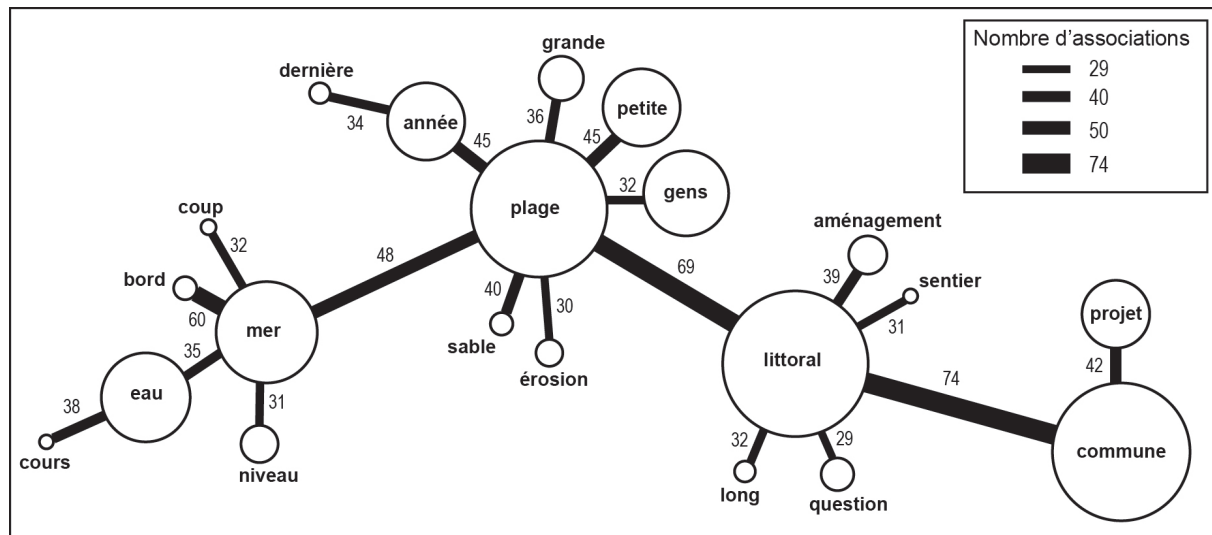 Nombre d'associations
29
40
50
74
grande
dernière
petite
année
36
34
45
45
gens
32
plage
coup
aménagement
32
48
69
39
sentier
bord
40
30
31
projet
60
mer
sable
érosion
littoral
35
42
74
eau
31
38
32
29
commune
cours
niveau
long
question